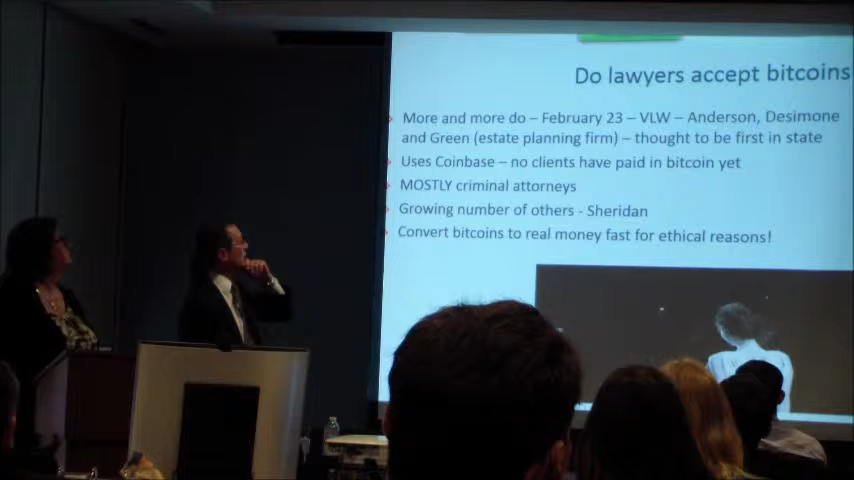 Do lawyers accept bitcoins
More and more do – February 23 – VLW – Anderson, Desimone
and Green (estate planning firm) – thought to be first in state
Uses Coinbase – no clients have paid in bitcoin yet
MOSTLY criminal attorneys
Growing number of others - Sheridan
Convert bitcoins to real money fast for ethical reasons!